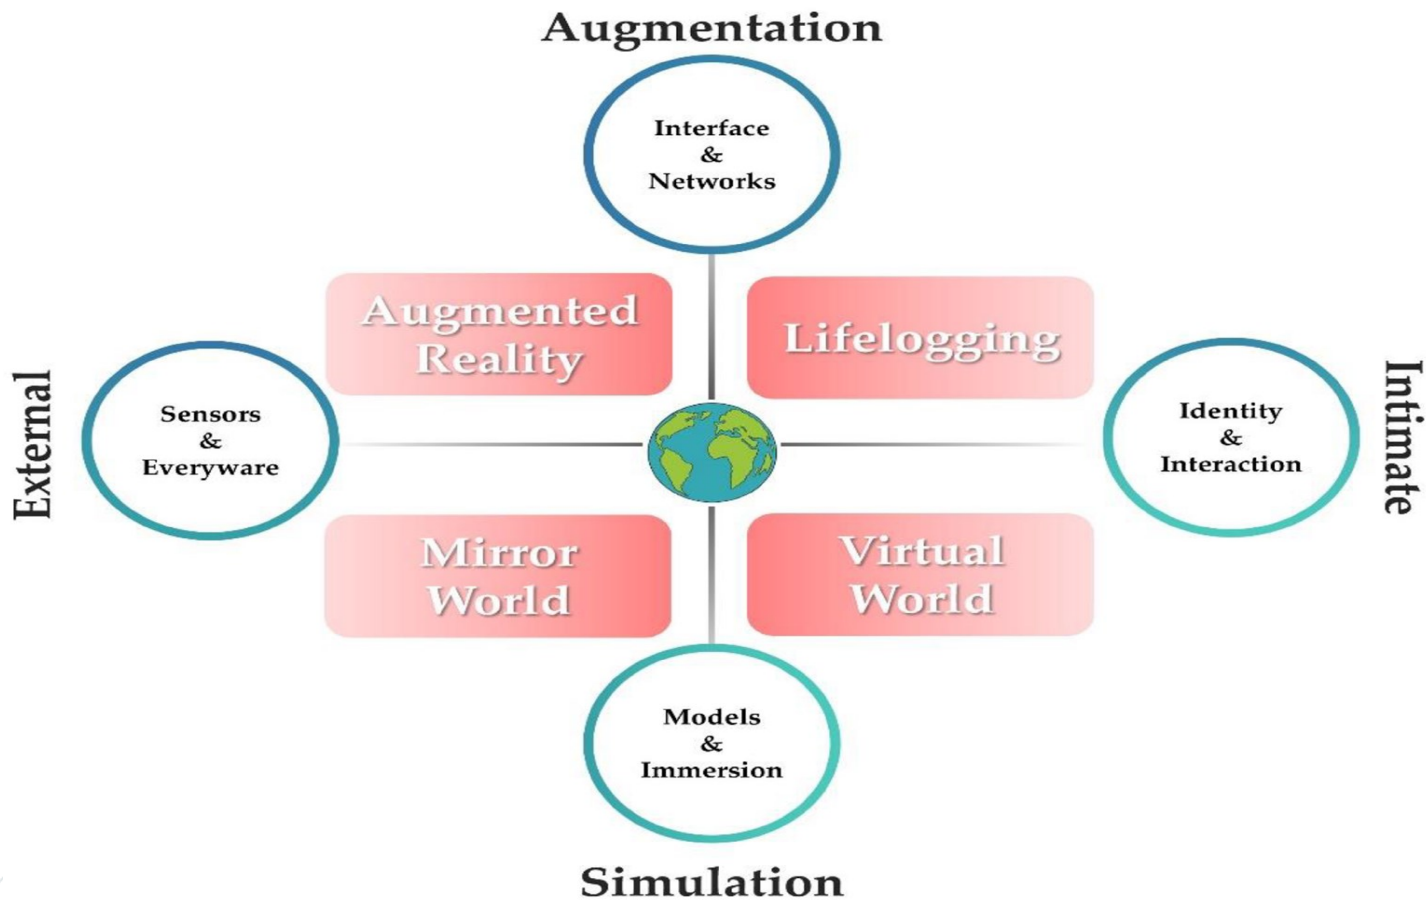 Augmentation
Interface
&
Networks
Augmented
Reality
Lifelogging
External
Sensors
&
Everyware
Identity
&
Interaction
Intimate
Mirror
World
Virtual
World
Models
&
Immersion
Simulation